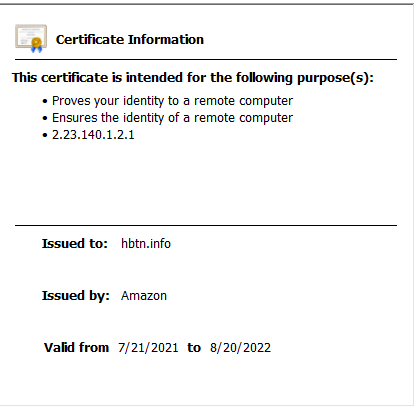 Certificate Information
This certificate is intended for the following purpose(s):
• Proves your identity to a remote computer
• Ensures the identity of a remote computer
• 2.23.140.1.2.1
Issued to: hbtn.info
Issued by: Amazon
Valid from 7/21/2021 to 8/20/2022